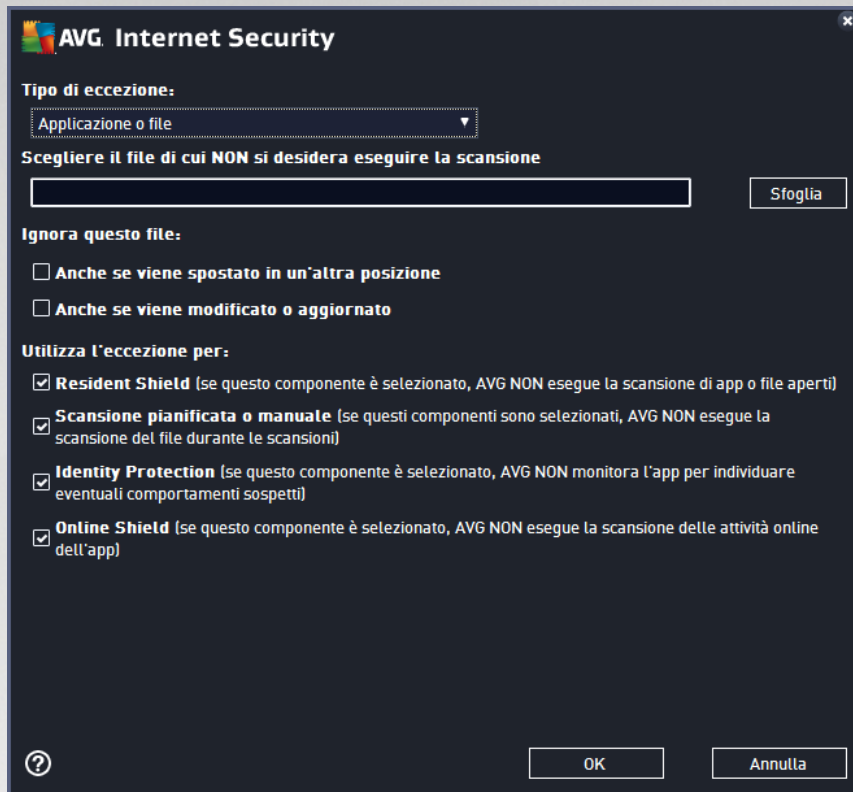 AVG Internet Security
Tipo di eccezione:
Applicazione o file
Scegliere il file di cui NON si desidera eseguire la scansione
Sfoglia
Ignora questo file:
Anche se viene spostato in un'altra posizione
Anche se viene modificato o aggiornato
Utilizza l'eccezione per:
Resident Shield (se questo componente è selezionato, AVG NON esegue la scansione di app o file aperti)
Scansione pianificata o manuale (se questi componenti sono selezionati, AVG NON esegue la
scansione del file durante le scansioni)
Identity Protection (se questo componente è selezionato, AVG NON monitora l'app per individuare
eventuali comportamenti sospetti)
Online Shield (se questo componente è selezionato, AVG NON esegue la scansione delle attività online
dell'app)
?
OK
Annulla